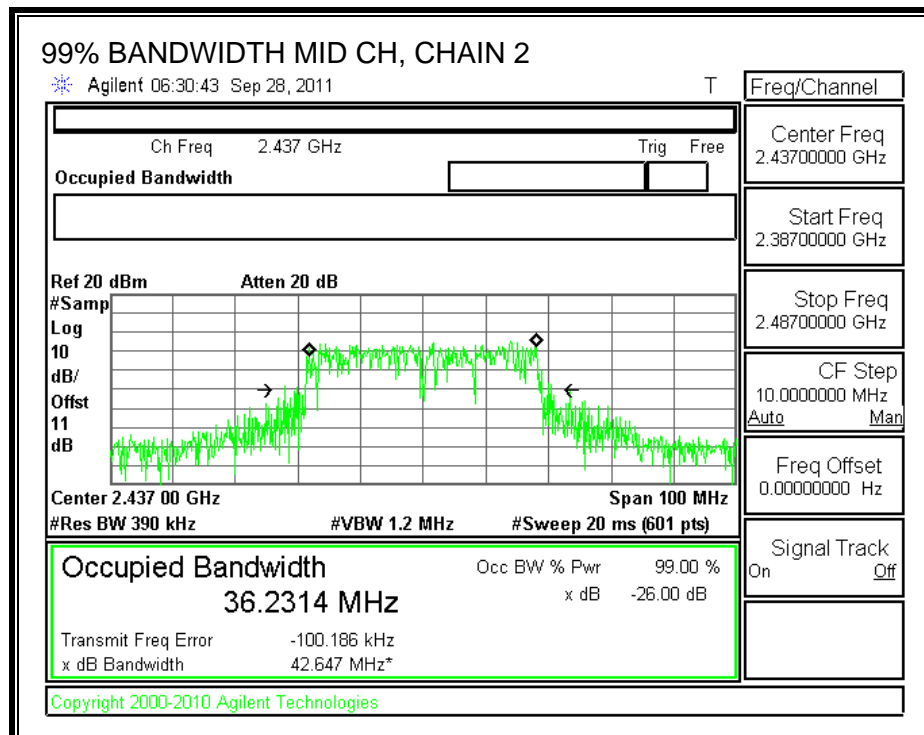 99% BANDWIDTH MID CH, CHAIN 2
Agilent 06:30:43 Sep 28, 2011 T
Freq/Channel
Ch Freq 2.437 GHz Trig Free
Occupied Bandwidth
Center Freq
2.43700000 GHz
Start Freq
2.38700000 GHz
Stop Freq
2.48700000 GHz
CF Step
10.0000000 MHz
Auto Man
Freq Offset
0.00000000 Hz
Signal Track
On Off
Ref 20 dBm Atten 20 dB
#Samp
Log
10
dB/
Offst
11
dB
Center 2.437 00 GHz Span 100 MHz
#Res BW 390 kHz #VBW 1.2 MHz #Sweep 20 ms (601 pts)
Occupied Bandwidth
36.2314 MHz
Occ BW % Pwr 99.00 %
x dB -26.00 dB
Transmit Freq Error -100.186 kHz
x dB Bandwidth 42.647 MHz*
Copyright 2000-2010 Agilent Technologies